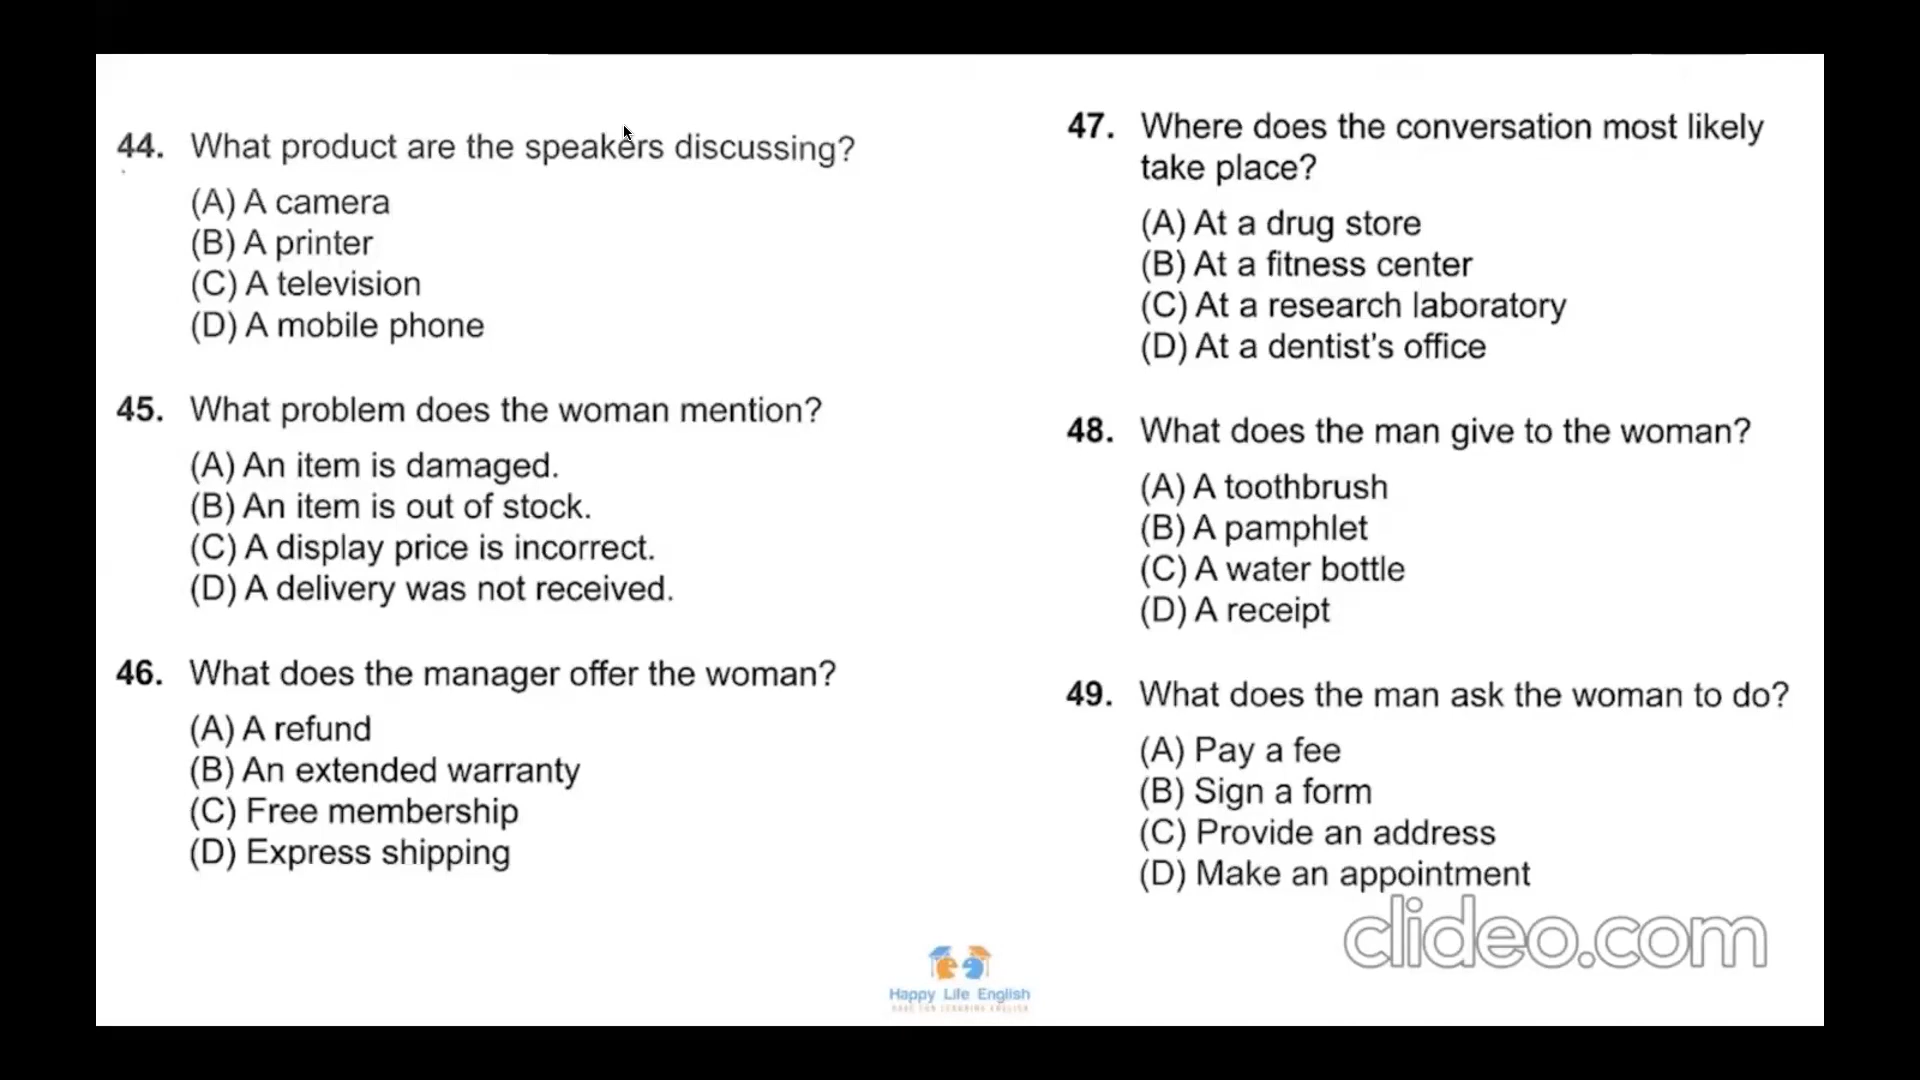 44. What product are the speakers discussing?
(A) A camera
(B) A printer
(C) A television
(D) A mobile phone
45. What problem does the woman mention?
(A) An item is damaged.
(B) An item is out of stock.
(C) A display price is incorrect.
(D) A delivery was not received.
46. What does the manager offer the woman?
(A) A refund
(B) An extended warranty
(C) Free membership
(D) Express shipping
47. Where does the conversation most likely
take place?
(A) At a drug store
(B) At a fitness center
(C) At a research laboratory
(D) At a dentist's office
48. What does the man give to the woman?
(A) A toothbrush
(B) A pamphlet
(C) A water bottle
(D) A receipt
49. What does the man ask the woman to do?
(A) Pay a fee
(B) Sign a form
(C) Provide an address
(D) Make an appointment
clideo.com
Happy Life English
HAVE FUN LEARNING ENGLISH